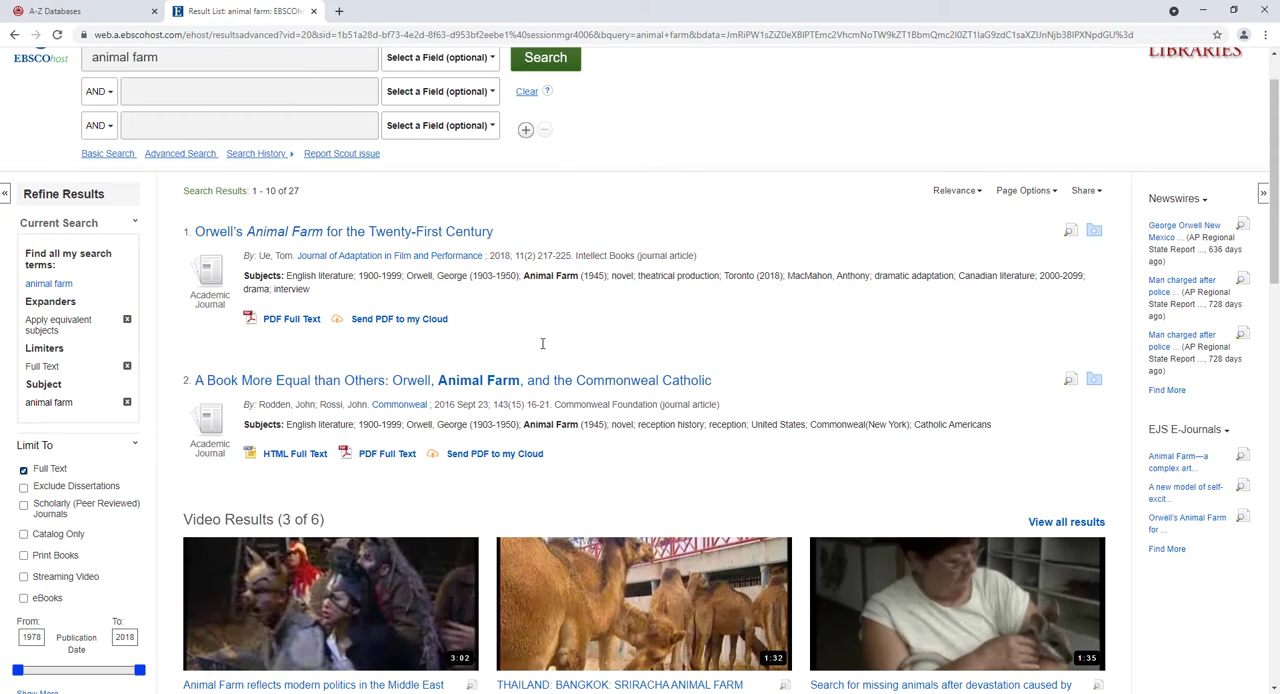 A-Z Databases
Result List: animal farm: EBSCOh
web.a.ebscohost.com/ehost/resultsadvanced?vid=20&sid=1b51a28d-bf73-4e2d-8f63-d953bf2eebe1%40sessionmgr4006&bquery=animal+farm&bdata=JmRiPW1sZiZ0eXBlPTEmc2VhcmNoTW9kZT1BbmQmc2l0ZT1laG9zdC1saXZlUnNjb3BlPXNpdGU%3d
EBSCOhost
animal farm
Select a Field (optional)
Search
LIBRARIES
AND
Select a Field (optional)
Clear ?
AND
Select a Field (optional)
Basic Search Advanced Search Search History Report Scout issue
«
Refine Results
Current Search
Find all my search
terms:
animal farm
Expanders
Apply equivalent
subjects
Limiters
Full Text
Subject
animal farm
Limit To
Full Text
Exclude Dissertations
Scholarly (Peer Reviewed)
Journals
Catalog Only
Print Books
Streaming Video
eBooks
From: To:
1978 Publication 2018
Date
Show More
Search Results: 1 - 10 of 27
Relevance Page Options Share
1. Orwell's Animal Farm for the Twenty-First Century
By: Ue, Tom. Journal of Adaptation in Film and Performance ; 2018; 11(2) 217-225. Intellect Books (journal article)
Academic
Journal
Subjects: English literature; 1900-1999; Orwell, George (1903-1950); Animal Farm (1945); novel; theatrical production; Toronto (2018); MacMahon, Anthony; dramatic adaptation; Canadian literature; 2000-2099;
drama; interview
PDF Full Text Send PDF to my Cloud
2. A Book More Equal than Others: Orwell, Animal Farm, and the Commonweal Catholic
By: Rodden, John; Rossi, John. Commonweal ; 2016 Sept 23; 143(15) 16-21. Commonweal Foundation (journal article)
Academic
Journal
Subjects: English literature; 1900-1999; Orwell, George (1903-1950); Animal Farm (1945); novel; reception history; reception; United States; Commonweal(New York); Catholic Americans
HTML Full Text PDF Full Text Send PDF to my Cloud
Video Results (3 of 6)
View all results
3:02
1:32
1:35
Animal Farm reflects modern politics in the Middle East
THAILAND: BANGKOK: SRIRACHA ANIMAL FARM
Search for missing animals after devastation caused by
»
Newswires
George Orwell New
Mexico ... (AP Regional
State Report ..., 636 days
ago)
Man charged after
police ... (AP Regional
State Report ..., 728 days
ago)
Man charged after
police ... (AP Regional
State Report ..., 728 days
ago)
Find More
EJS E-Journals
Animal Farm—a
complex art...
A new model of self-
excit...
Orwell's Animal Farm
for ...
Find More